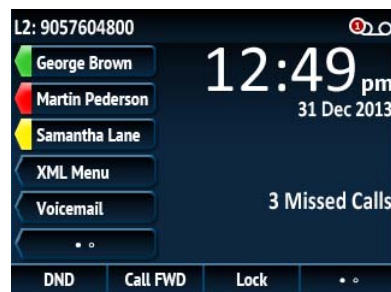 L2: 9057604800
1
George Brown
12:49 pm
Martin Pederson
31 Dec 2013
Samantha Lane
XML Menu
Voicemail
3 Missed Calls
DND
Call FWD
Lock